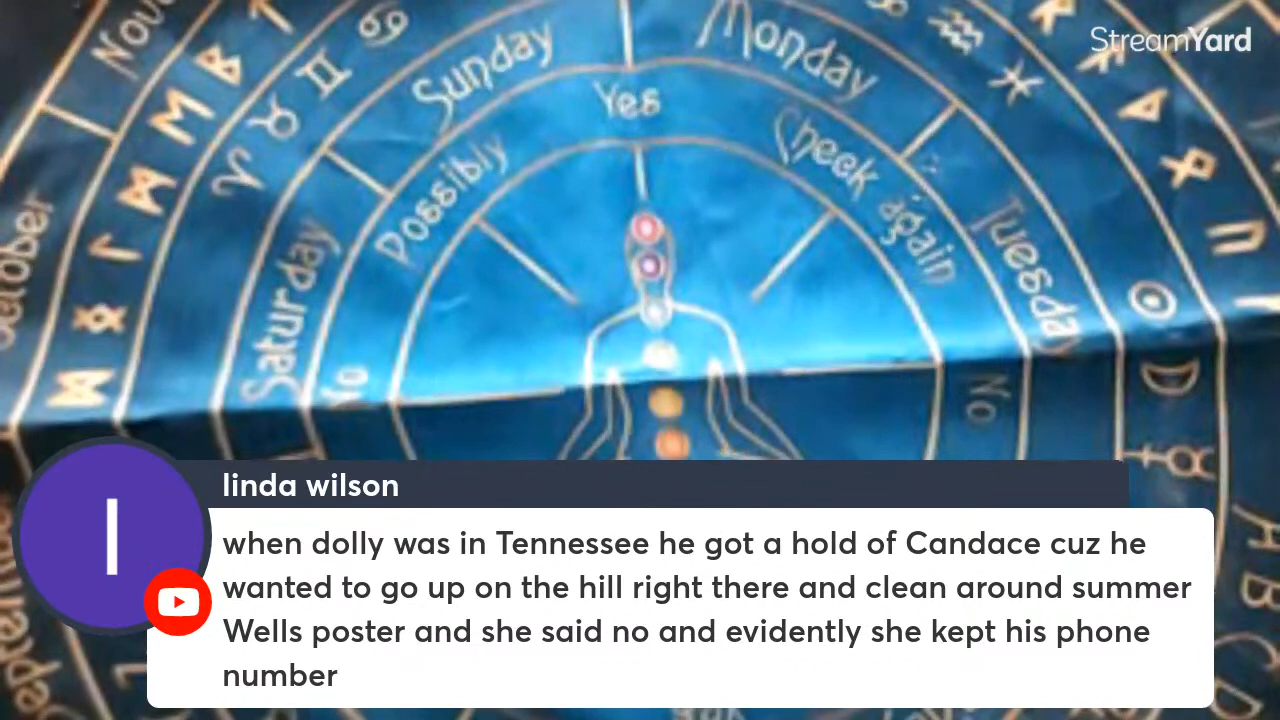 StreamYard
Nov
Sunday
Monday
Yes
Possibly
Check again
Saturday
Tuesday
No
No
linda wilson
when dolly was in Tennessee he got a hold of Candace cuz he
wanted to go up on the hill right there and clean around summer
Wells poster and she said no and evidently she kept his phone
number